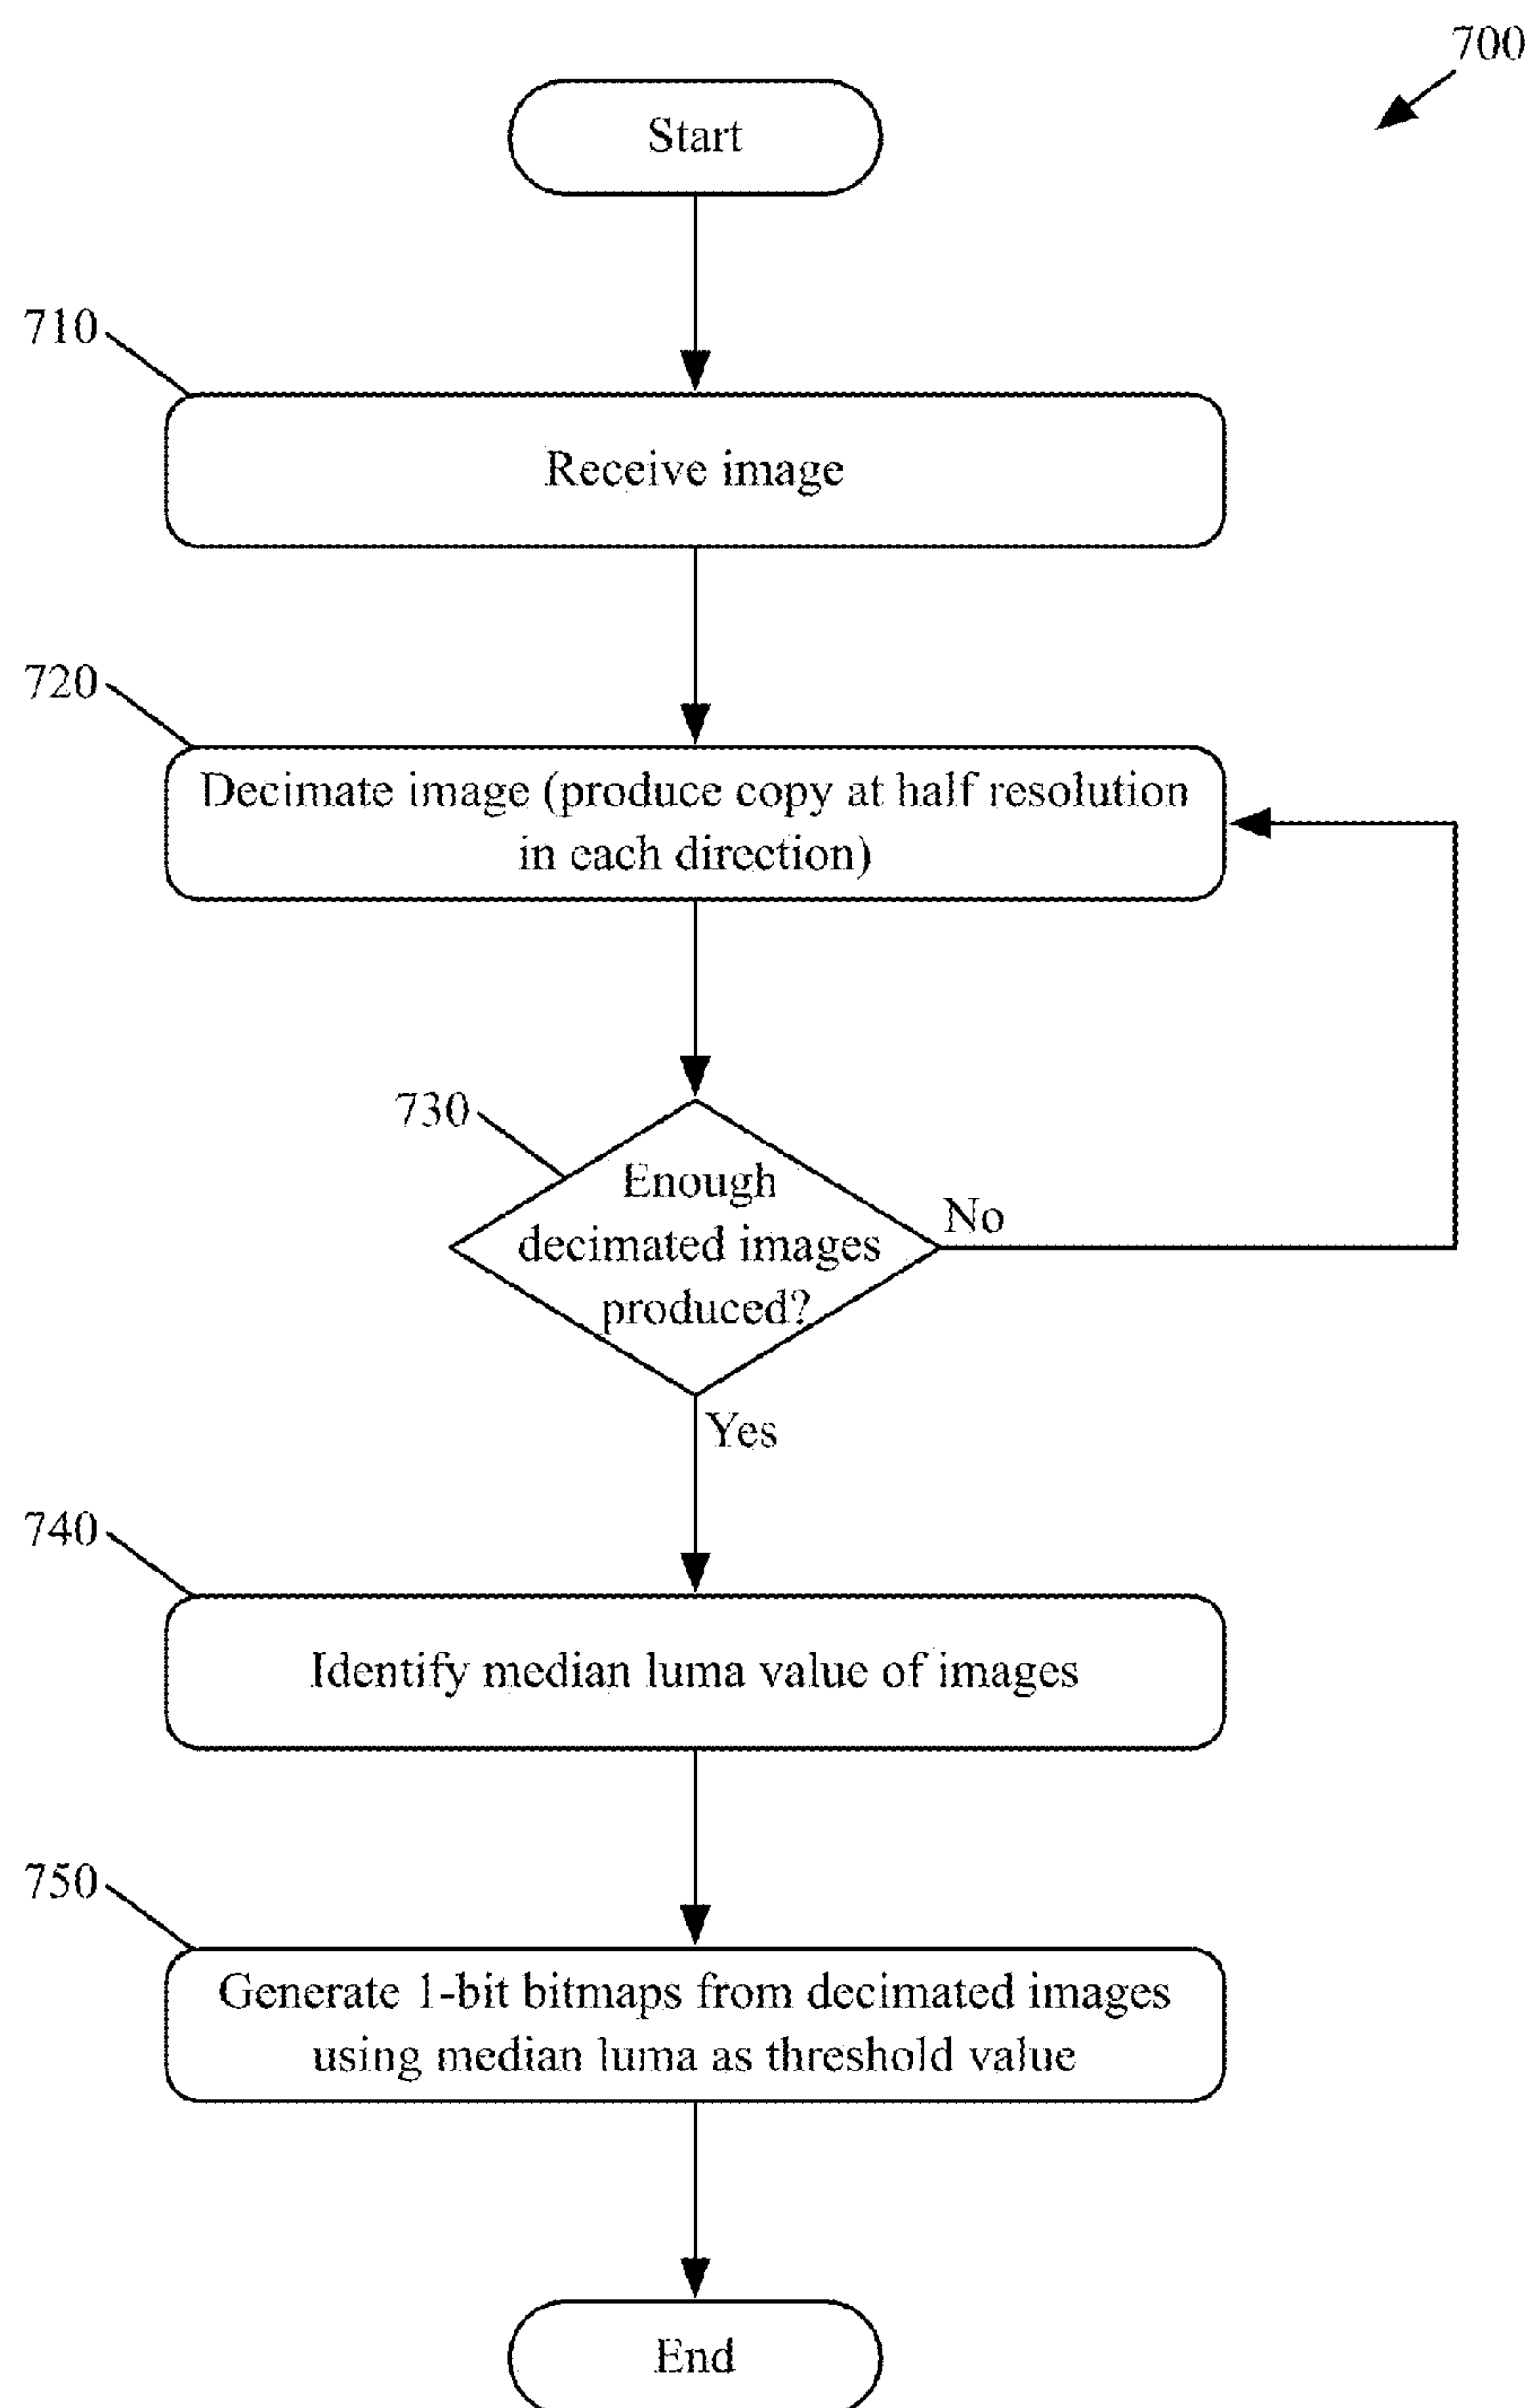 700
Start
710
Receive image
720
Decimate image (produce copy at half resolution
in each direction)
730
Enough
decimated images
produced?
No
Yes
740
Identify median luma value of images
750
Generate 1-bit bitmaps from decimated images
using median luma as threshold value
End